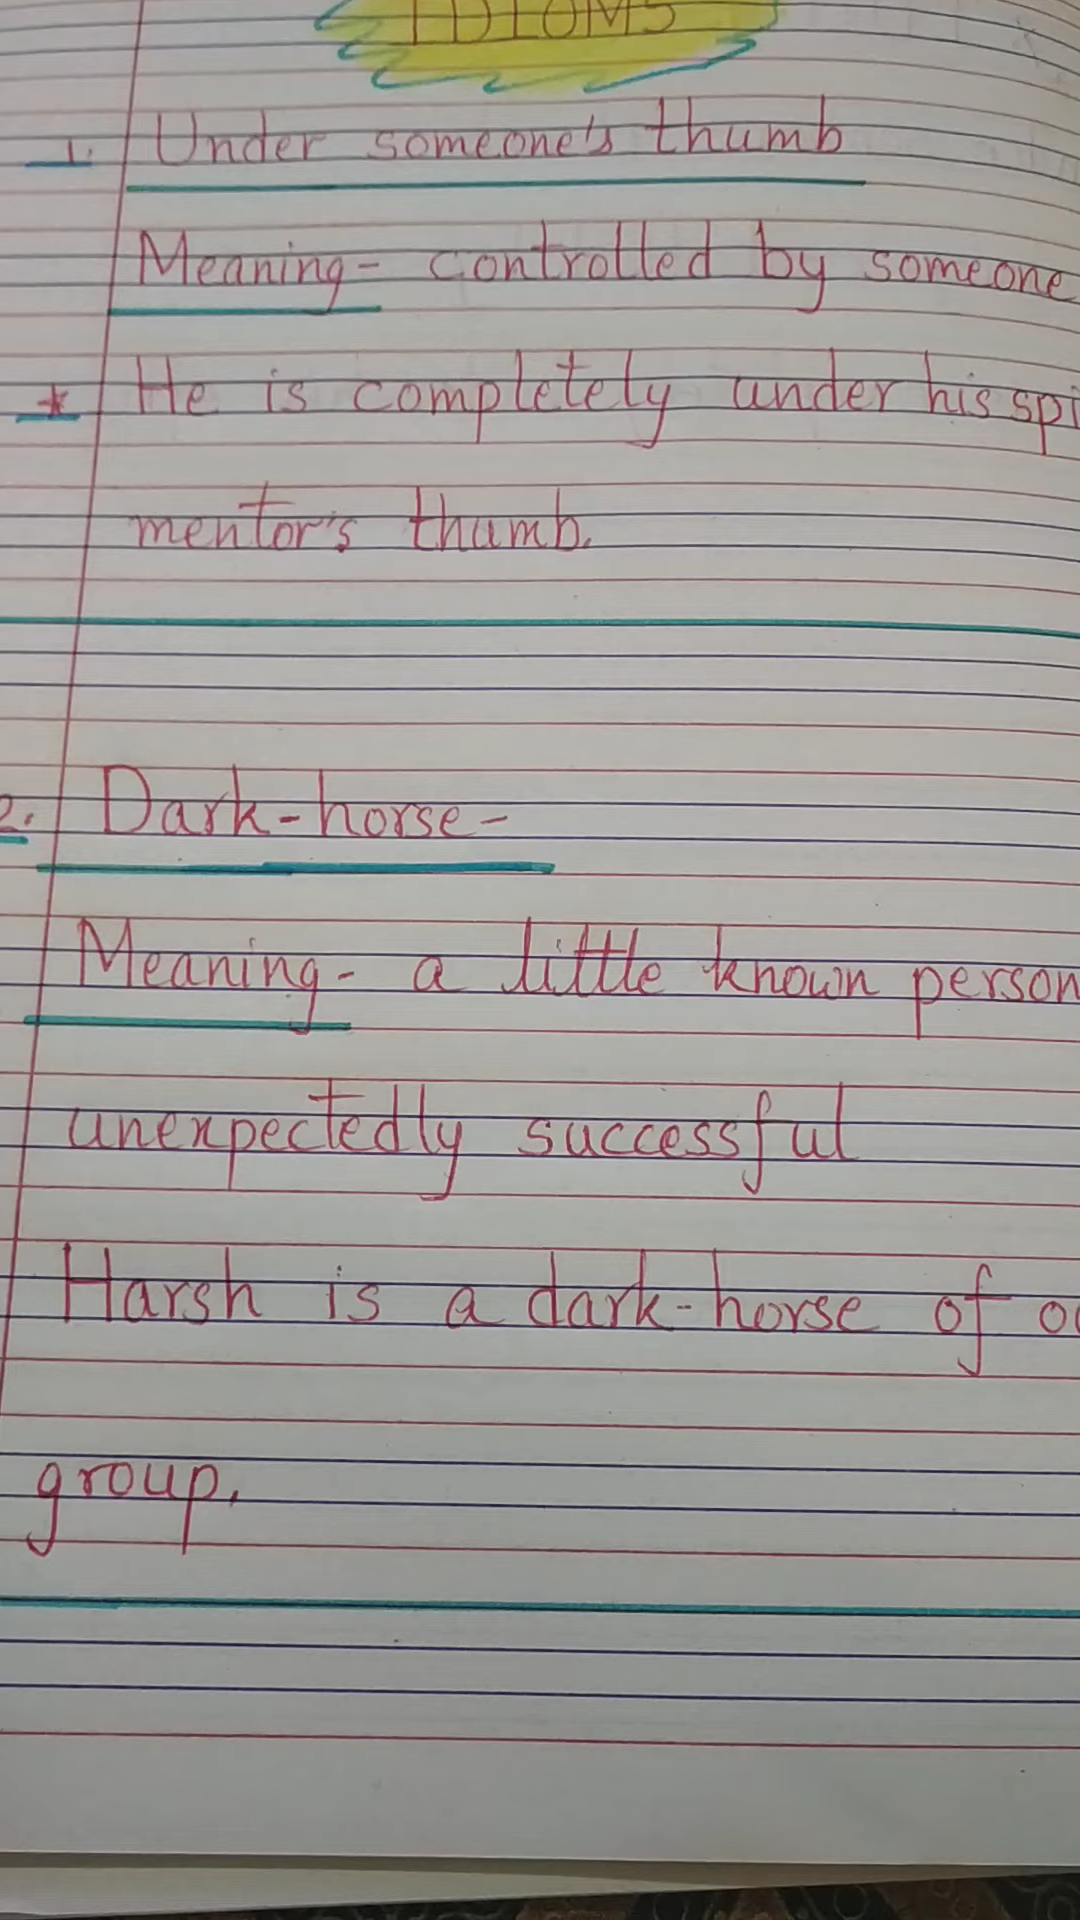 IDIOMS
1. Under someone's thumb
Meaning- controlled by someone
* He is completely under his
mentor's thumb.
2. Dark-horse-
Meaning- a little known person
unexpectedly successful
Harsh is a dark-horse of
group.